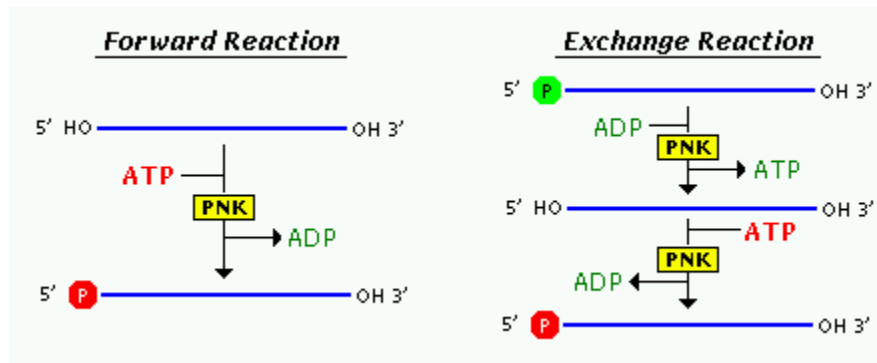 Forward Reaction
5' HO OH 3'
ATP
PNK
ADP
5' P OH 3'
Exchange Reaction
5' P OH 3'
ADP
PNK
ATP
5' HO OH 3'
ATP
PNK
ADP
5' P OH 3'